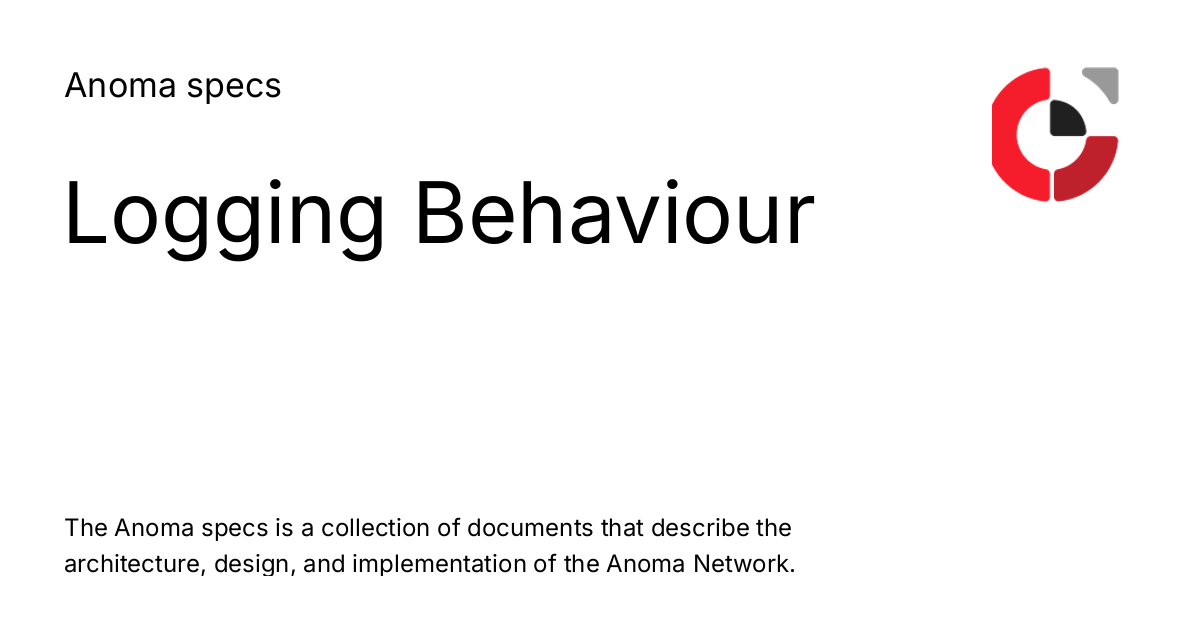 Anoma specs
Logging Behaviour
The Anoma specs is a collection of documents that describe the
architecture, design, and implementation of the Anoma Network.